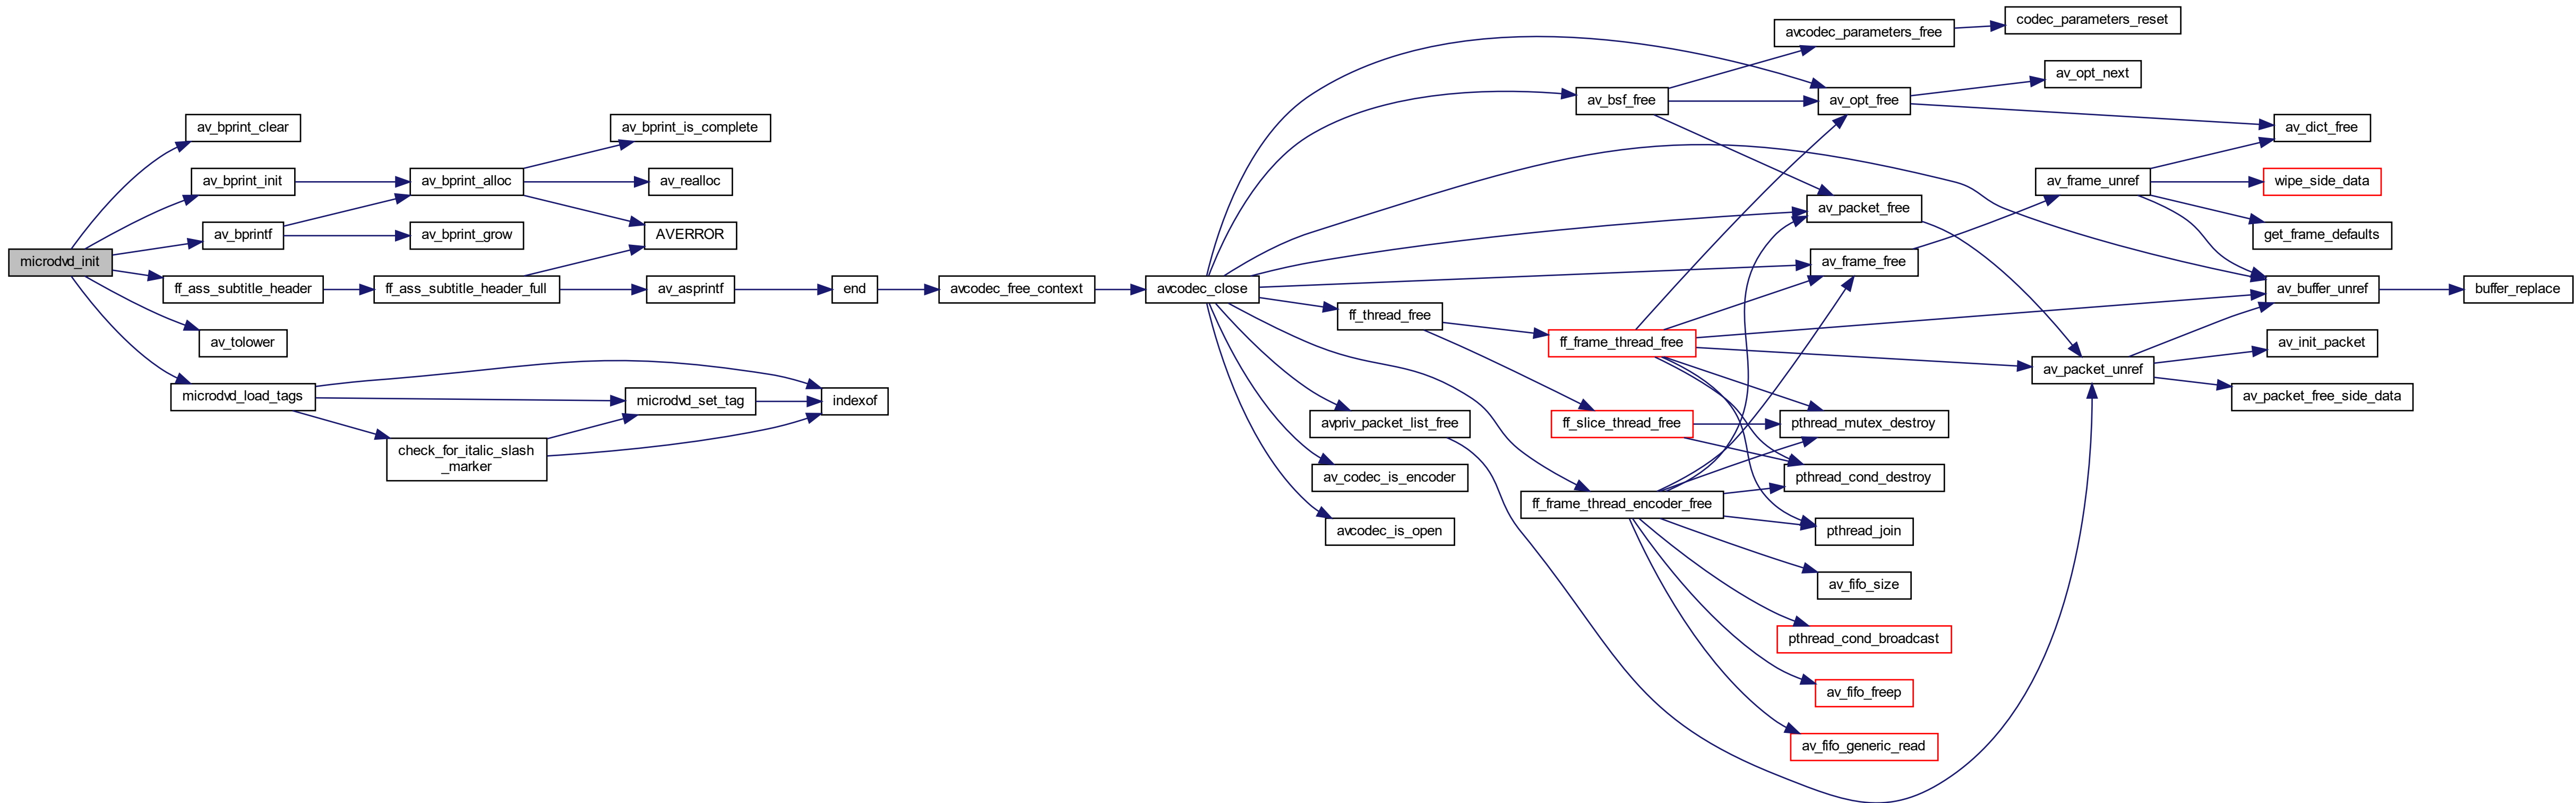 microdvd_init
av_bprint_clear
av_bprint_init
av_bprintf
ff_ass_subtitle_header
av_tolower
microdvd_load_tags
av_bprint_alloc
av_bprint_grow
ff_ass_subtitle_header_full
check_for_italic_slash
_marker
av_bprint_is_complete
av_realloc
AVERROR
av_asprintf
microdvd_set_tag
end
indexof
avcodec_free_context
avcodec_close
ff_thread_free
avpriv_packet_list_free
av_codec_is_encoder
avcodec_is_open
av_bsf_free
ff_frame_thread_free
ff_slice_thread_free
ff_frame_thread_encoder_free
avcodec_parameters_free
av_opt_free
av_packet_free
av_frame_free
pthread_mutex_destroy
pthread_cond_destroy
pthread_join
av_fifo_size
pthread_cond_broadcast
av_fifo_freep
av_fifo_generic_read
codec_parameters_reset
av_opt_next
av_frame_unref
av_packet_unref
av_dict_free
wipe_side_data
get_frame_defaults
av_buffer_unref
av_init_packet
av_packet_free_side_data
buffer_replace